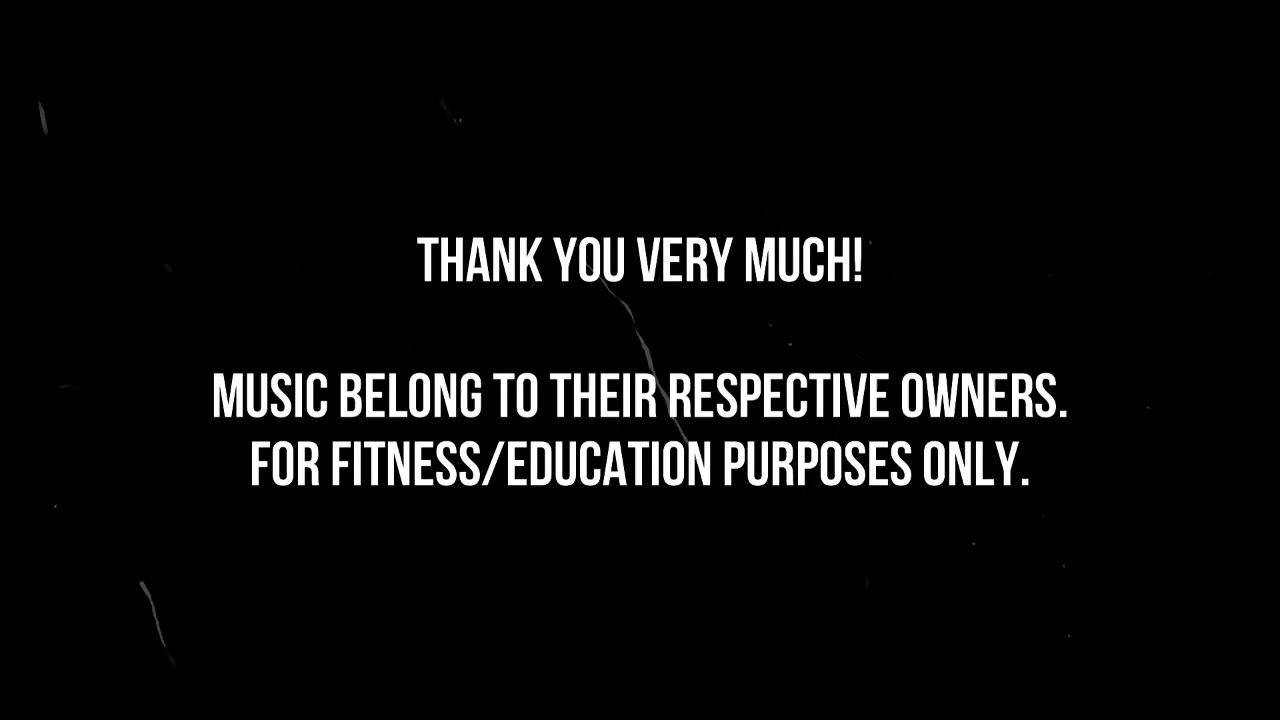 THANK YOU VERY MUCH!
MUSIC BELONG TO THEIR RESPECTIVE OWNERS.
FOR FITNESS/EDUCATION PURPOSES ONLY.